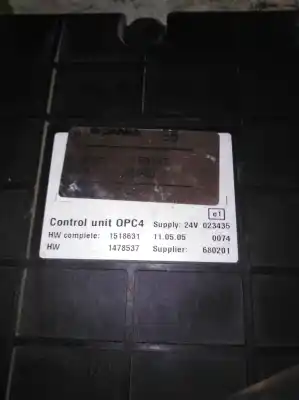 e1
Control unit OPC4 Supply: 24V 023435
HW complete: 1518631 11.05.05 0074
HW 1478537 Supplier: 680201